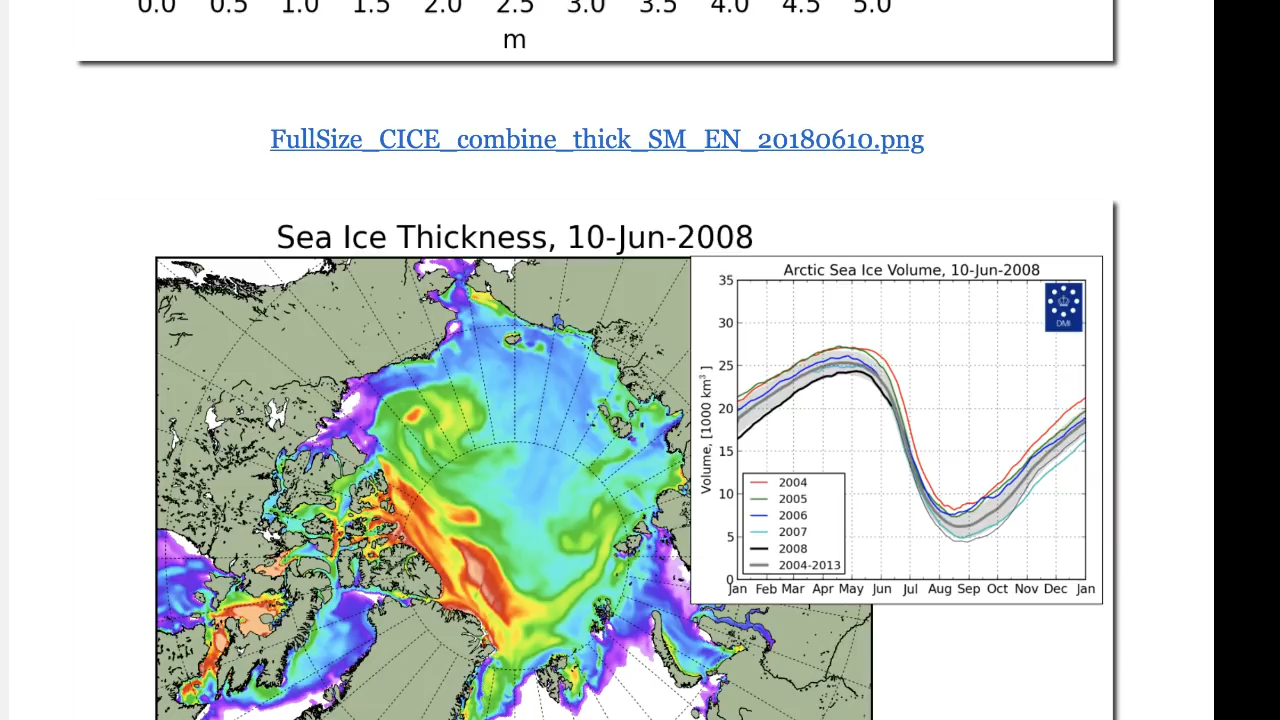 0.0 0.5 1.0 1.5 2.0 2.5 3.0 3.5 4.0 4.5 5.0
m
FullSize_CICE_combine_thick_SM_EN_20180610.png
Sea Ice Thickness, 10-Jun-2008
Arctic Sea Ice Volume, 10-Jun-2008
35
30
25
20
15
10
5
0
Volume, [1000 km³ ]
DMI
2004
2005
2006
2007
2008
2004-2013
Jan Feb Mar Apr May Jun Jul Aug Sep Oct Nov Dec Jan